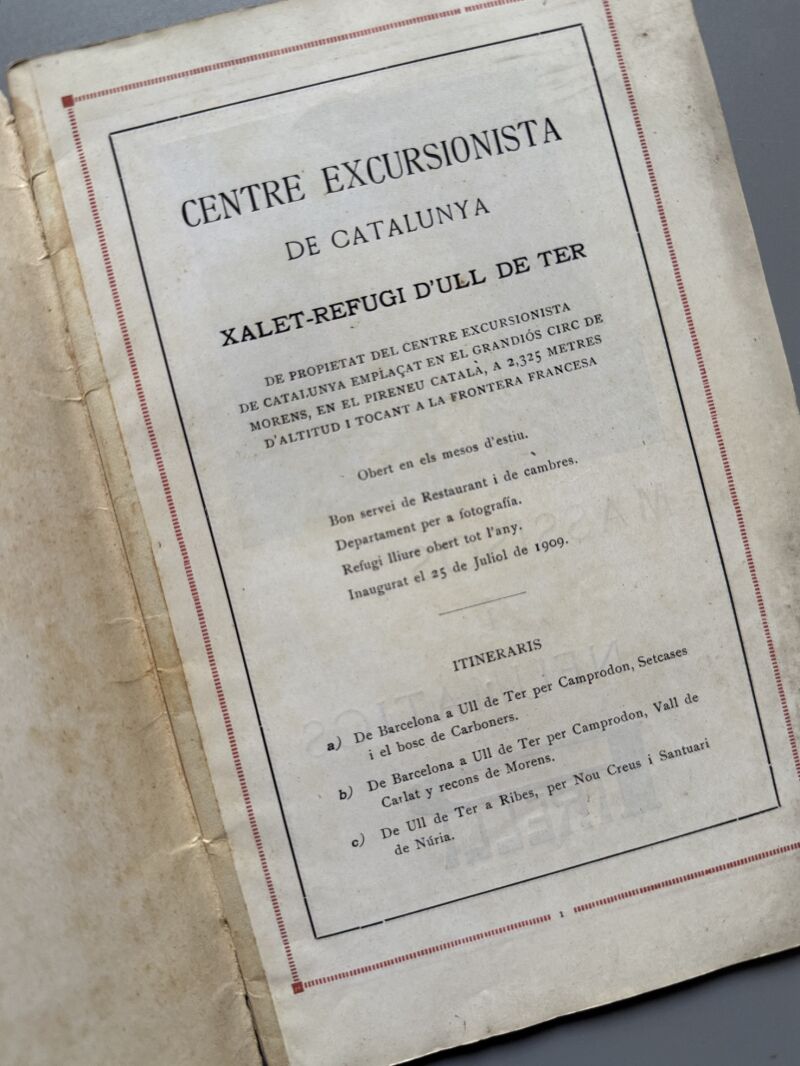 CENTRE EXCURSIONISTA
DE CATALUNYA
XALET-REFUGI D'ULL DE TER
DE PROPIETAT DEL CENTRE EXCURSIONISTA
DE CATALUNYA EMPLAÇAT EN EL GRANDIÓS CIRC DE
MORENS, EN EL PIRENEU CATALÀ, A 2,325 METRES
D'ALTITUD I TOCANT A LA FRONTERA FRANCESA
Obert en els mesos d'estiu.
Bon servei de Restaurant i de cambres.
Departament per a fotografía.
Refugi lliure obert tot l'any.
Inaugurat el 25 de Juliol de 1909.
ITINERARIS
a) De Barcelona a Ull de Ter per Camprodon, Setcases
i el bosc de Carboners.
b) De Barcelona a Ull de Ter per Camprodon, Vall de
Carlat y recons de Morens.
c) De Ull de Ter a Ribes, per Nou Creus i Santuari
de Núria.
1